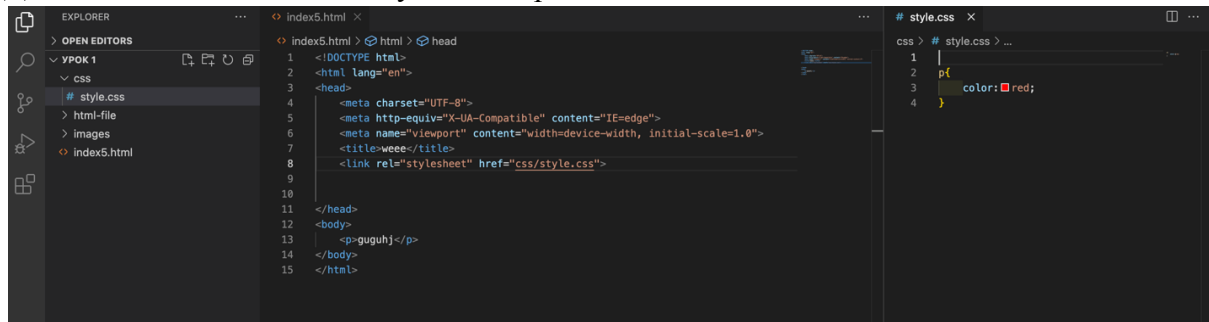 EXPLORER
OPEN EDITORS
УРОК 1
css
# style.css
html-file
images
index5.html
index5.html
index5.html > html > head
1 <!DOCTYPE html>
2 <html lang="en">
3 <head>
4 <meta charset="UTF-8">
5 <meta http-equiv="X-UA-Compatible" content="IE=edge">
6 <meta name="viewport" content="width=device-width, initial-scale=1.0">
7 <title>weee</title>
8 <link rel="stylesheet" href="css/style.css">
9
10
11 </head>
12 <body>
13 <p>guguhj</p>
14 </body>
15 </html>
# style.css
css > # style.css > ...
1
2 p{
3 color: red;
4 }